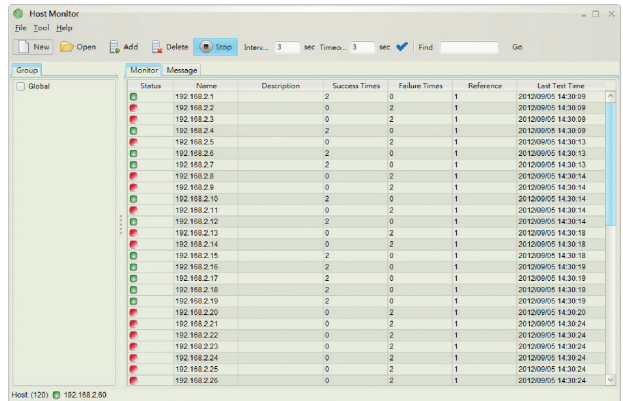 Host Monitor
File Tool Help
New Open Add Delete Stop Interv... 3 sec Timeo... 3 sec Find Go
Group Monitor Message
Global
Status Name Description Success Times Failure Times Reference Last Test Time
192.168.2.1 2 0 1 2012/09/05 14:30:09
192.168.2.2 0 2 1 2012/09/05 14:30:09
192.168.2.3 0 2 1 2012/09/05 14:30:09
192.168.2.4 2 0 1 2012/09/05 14:30:09
192.168.2.5 0 2 1 2012/09/05 14:30:13
192.168.2.6 2 0 1 2012/09/05 14:30:13
192.168.2.7 2 0 1 2012/09/05 14:30:13
192.168.2.8 0 2 1 2012/09/05 14:30:14
192.168.2.9 0 2 1 2012/09/05 14:30:14
192.168.2.10 2 0 1 2012/09/05 14:30:14
192.168.2.11 0 2 1 2012/09/05 14:30:14
192.168.2.12 2 0 1 2012/09/05 14:30:14
192.168.2.13 0 2 1 2012/09/05 14:30:18
192.168.2.14 0 2 1 2012/09/05 14:30:18
192.168.2.15 2 0 1 2012/09/05 14:30:18
192.168.2.16 2 0 1 2012/09/05 14:30:19
192.168.2.17 2 0 1 2012/09/05 14:30:19
192.168.2.18 2 0 1 2012/09/05 14:30:19
192.168.2.19 2 0 1 2012/09/05 14:30:19
192.168.2.20 0 2 1 2012/09/05 14:30:20
192.168.2.21 0 2 1 2012/09/05 14:30:24
192.168.2.22 0 2 1 2012/09/05 14:30:24
192.168.2.23 0 2 1 2012/09/05 14:30:24
192.168.2.24 0 2 1 2012/09/05 14:30:24
192.168.2.25 0 2 1 2012/09/05 14:30:24
192.168.2.26 0 2 1 2012/09/05 14:30:24
Host: (120) 192.168.2.60